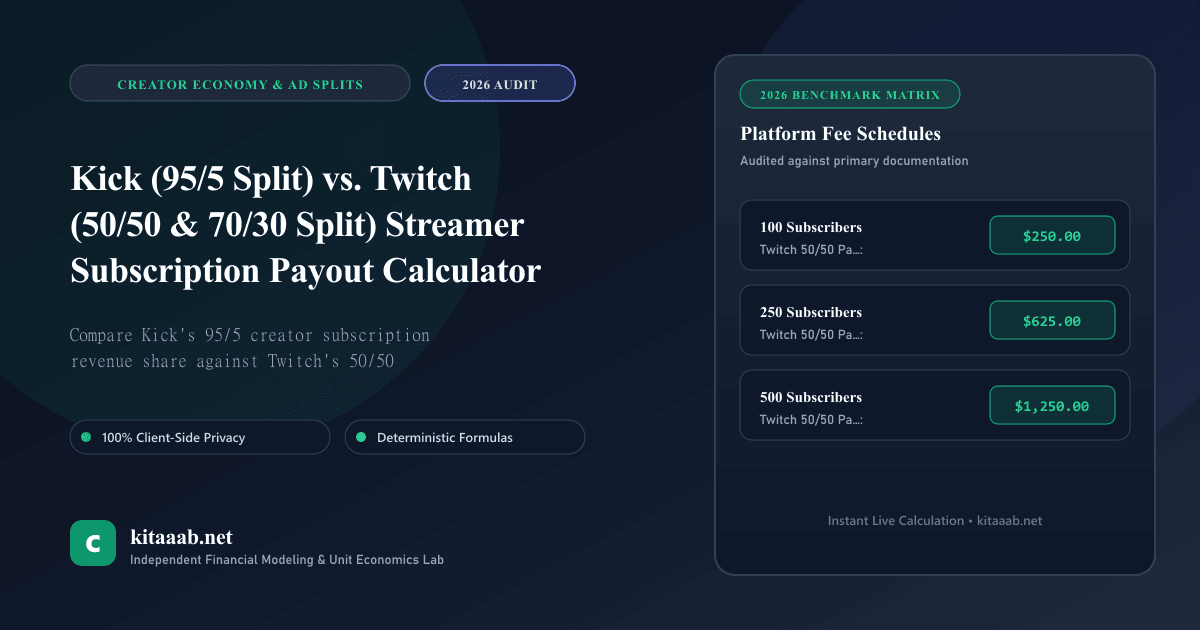 CREATOR ECONOMY & AD SPLITS
2026 AUDIT
Kick (95/5 Split) vs. Twitch
(50/50 & 70/30 Split) Streamer
Subscription Payout Calculator
Compare Kick's 95/5 creator subscription
revenue share against Twitch's 50/50
100% Client-Side Privacy
Deterministic Formulas
C
kitaaab.net
Independent Financial Modeling & Unit Economics Lab
2026 BENCHMARK MATRIX
Platform Fee Schedules
Audited against primary documentation
100 Subscribers
Twitch 50/50 Pa...:
$250.00
250 Subscribers
Twitch 50/50 Pa...:
$625.00
500 Subscribers
Twitch 50/50 Pa...:
$1,250.00
Instant Live Calculation • kitaaab.net